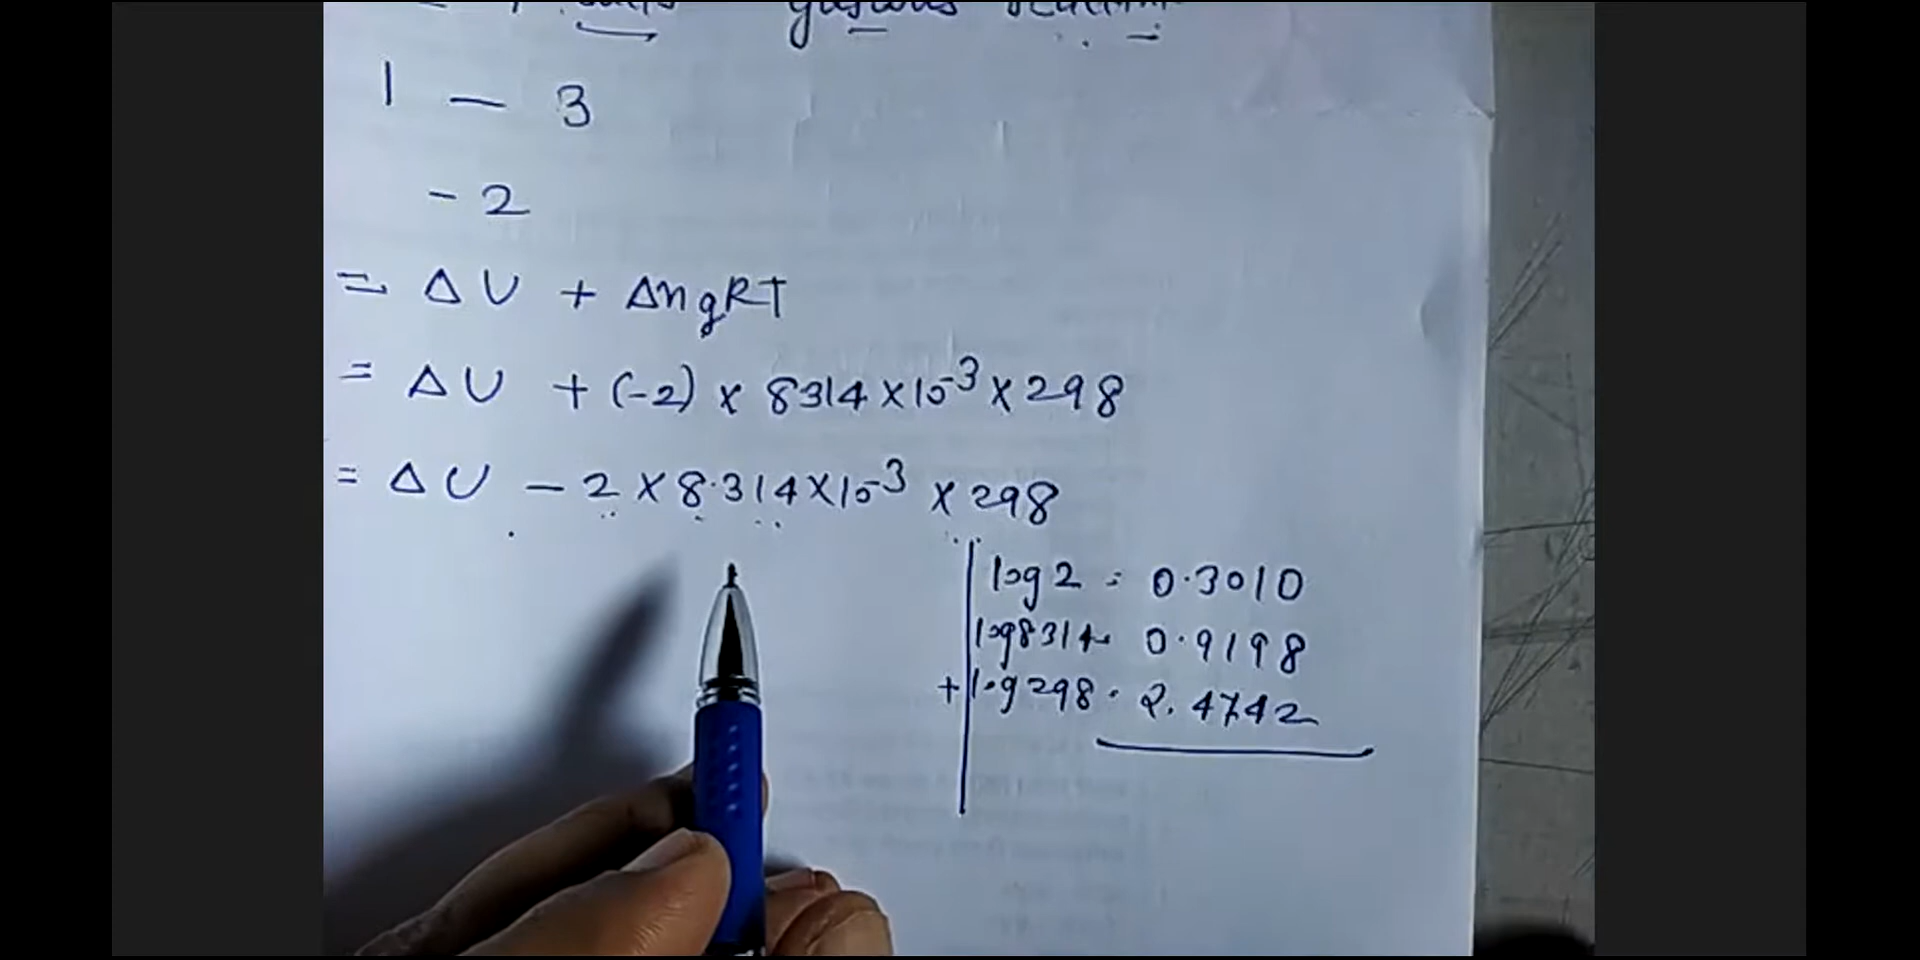 1 - 3
- 2
= ΔU + ΔngRT
= ΔU + (-2) × 8314 × 10-3 × 298
= ΔU - 2 × 8.314 × 10-3 × 298
log 2 = 0.3010
log 8314 0.9198
+ log 298 . 2.4742